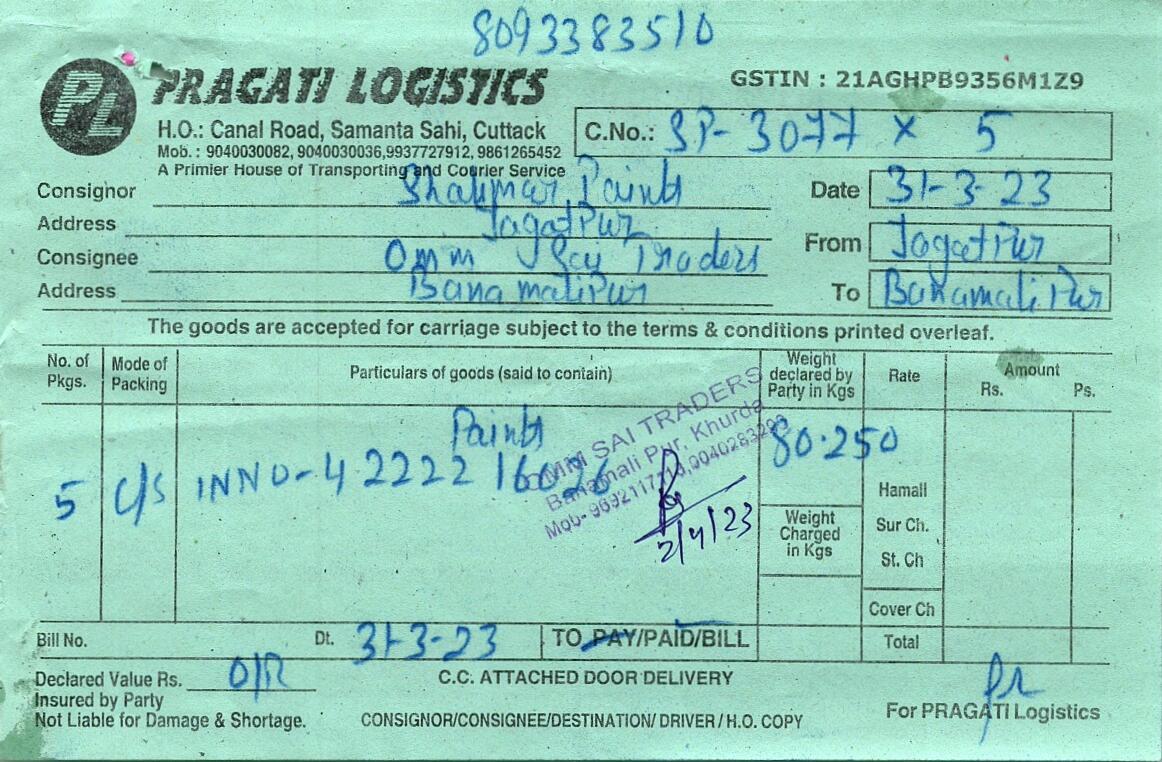 8093383510
PL
PRAGATI LOGISTICS
GSTIN : 21AGHPB9356M1Z9
H.O.: Canal Road, Samanta Sahi, Cuttack
Mob.: 9040030082, 9040030036,9937727912, 9861265452
A Primier House of Transporting and Courier Service
C.No.: SP-3077 x 5
Consignor Shalimar Paints
Date 31-3-23
Address Jagatpur
From Jagatpur
Consignee Omm Sai Traders
Address Banamalipur
To Banamalipur
The goods are accepted for carriage subject to the terms & conditions printed overleaf.
No. of Pkgs. Mode of Packing Particulars of goods (said to contain) Weight declared by Party in Kgs Rate Amount Rs. Ps.
Paints
5 C/S INNO-4 2222 16026 80.250
OMM SAI TRADERS
Banamali Pur, Khurda
Mob- 9692117110,9040283293
2/4/23
Weight Charged in Kgs
Hamali
Sur Ch.
St. Ch
Cover Ch
Bill No. Dt. 31-3-23 TO PAY/PAID/BILL Total
Declared Value Rs. O/R
C.C. ATTACHED DOOR DELIVERY
Insured by Party
Not Liable for Damage & Shortage.
CONSIGNOR/CONSIGNEE/DESTINATION/ DRIVER / H.O. COPY
For PRAGATI Logistics